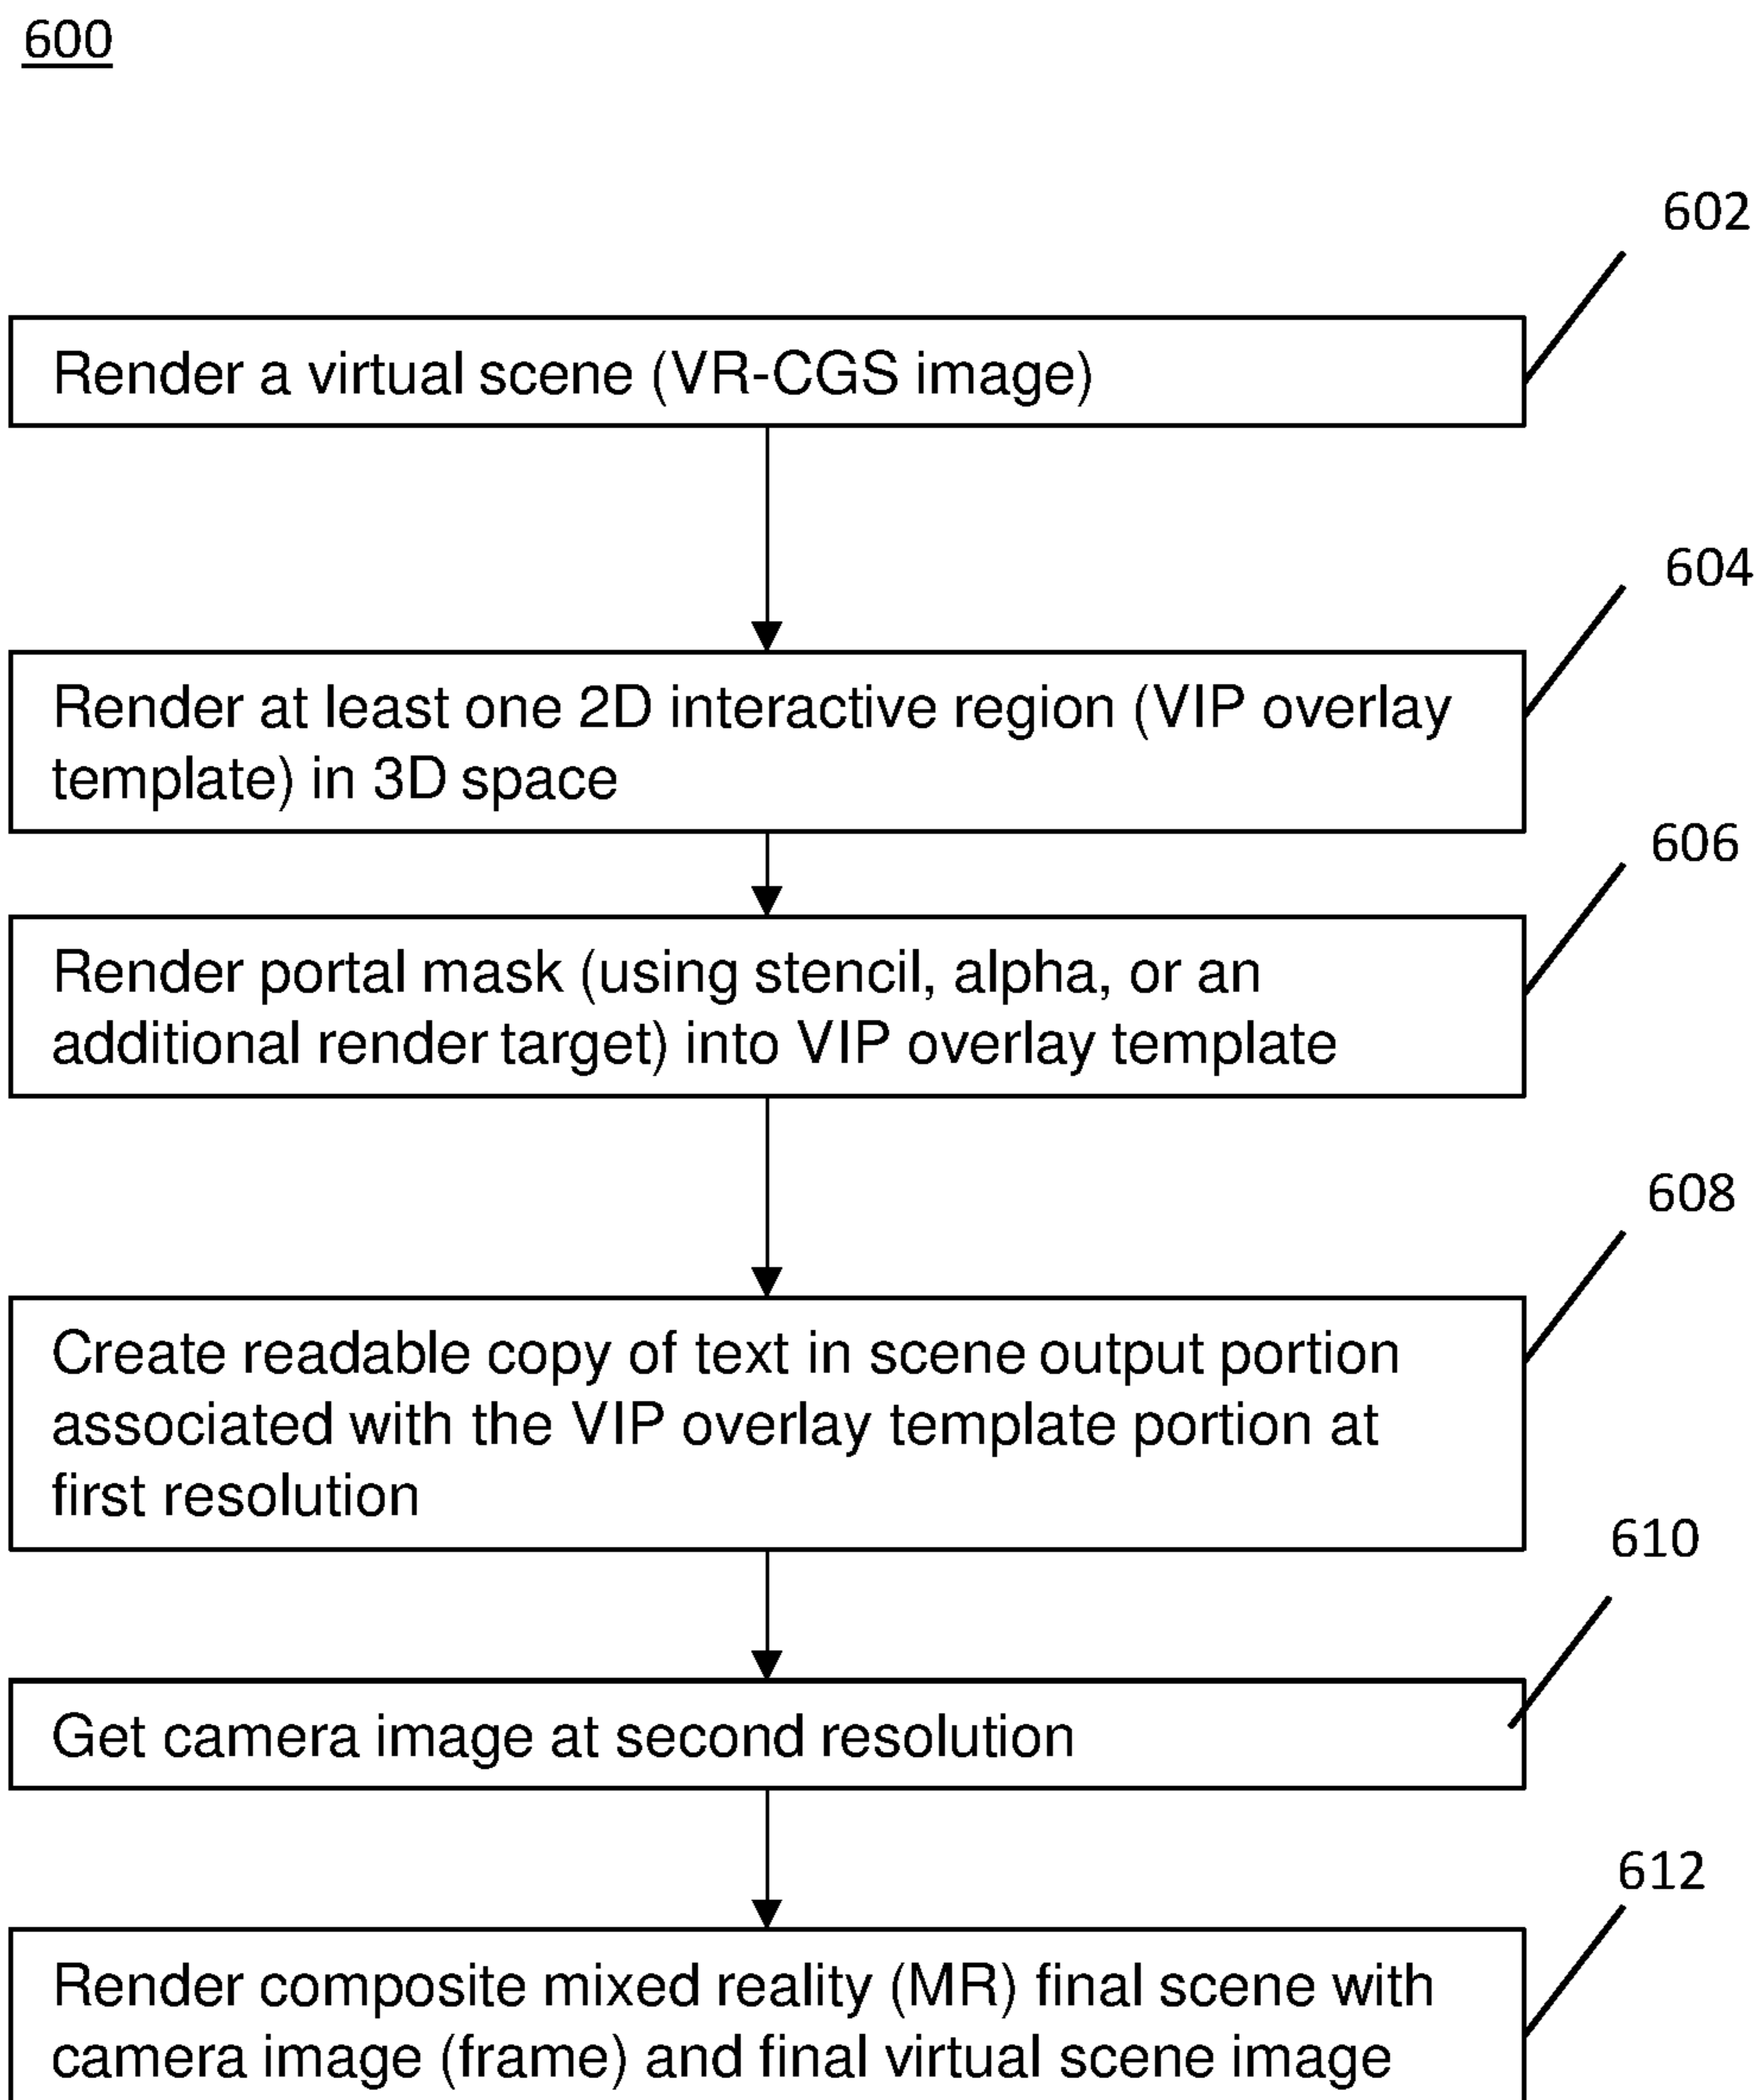 600
602
Render a virtual scene (VR-CGS image)
604
Render at least one 2D interactive region (VIP overlay
template) in 3D space
606
Render portal mask (using stencil, alpha, or an
additional render target) into VIP overlay template
608
Create readable copy of text in scene output portion
associated with the VIP overlay template portion at
first resolution
610
Get camera image at second resolution
612
Render composite mixed reality (MR) final scene with
camera image (frame) and final virtual scene image